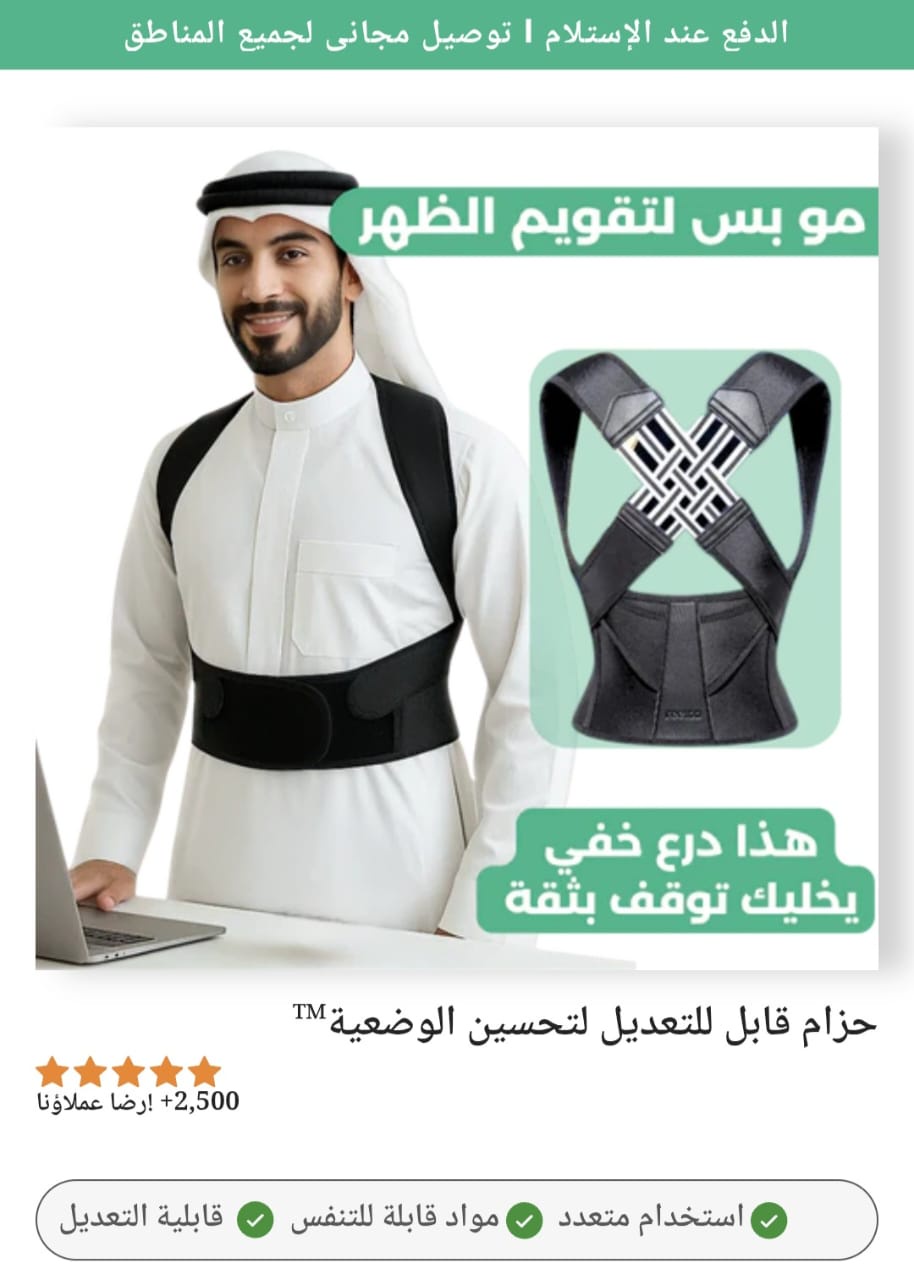 الدفع عند الإستلام | توصيل مجانى لجميع المناطق
مو بس لتقويم الظهر
هذا درع خفي
يخليك توقف بثقة
حزام قابل للتعديل لتحسين الوضعية™
2,500+ !رضا عملاؤنا
استخدام متعدد مواد قابلة للتنفس قابلية التعديل